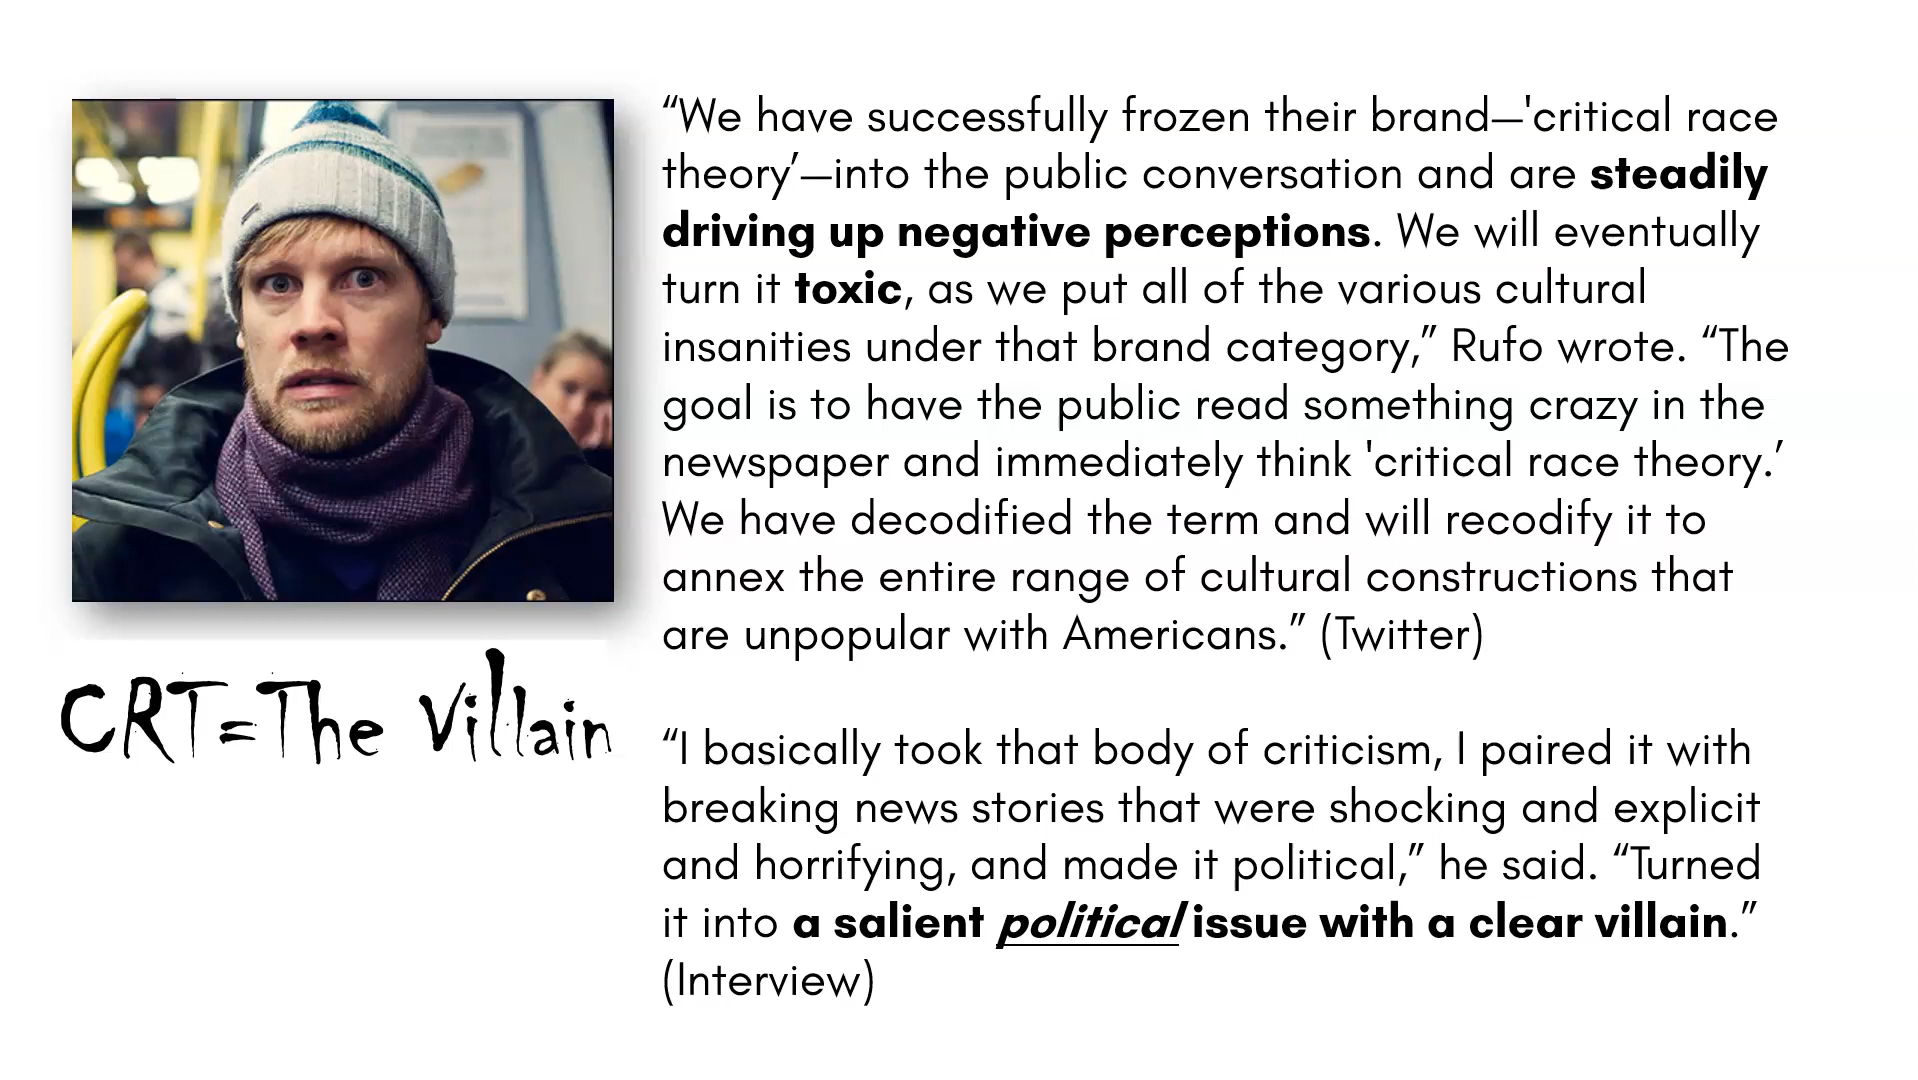 “We have successfully frozen their brand—'critical race
theory’—into the public conversation and are steadily
driving up negative perceptions. We will eventually
turn it toxic, as we put all of the various cultural
insanities under that brand category,” Rufo wrote. “The
goal is to have the public read something crazy in the
newspaper and immediately think 'critical race theory.’
We have decodified the term and will recodify it to
annex the entire range of cultural constructions that
are unpopular with Americans.” (Twitter)
“I basically took that body of criticism, I paired it with
breaking news stories that were shocking and explicit
and horrifying, and made it political,” he said. “Turned
it into a salient political issue with a clear villain.”
(Interview)
CRT=The Villain